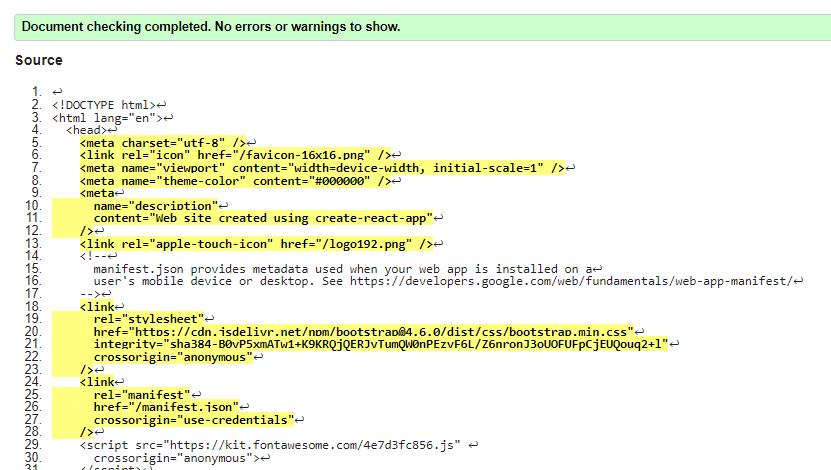 Document checking completed. No errors or warnings to show.
Source
1. ↩
2. <!DOCTYPE html>↩
3. <html lang="en">↩
4. <head>↩
5. <meta charset="utf-8" />↩
6. <link rel="icon" href="/favicon-16x16.png" />↩
7. <meta name="viewport" content="width=device-width, initial-scale=1" />↩
8. <meta name="theme-color" content="#000000" />↩
9. <meta↩
10. name="description"↩
11. content="Web site created using create-react-app"↩
12. />↩
13. <link rel="apple-touch-icon" href="/logo192.png" />↩
14. <!--↩
15. manifest.json provides metadata used when your web app is installed on a↩
16. user's mobile device or desktop. See https://developers.google.com/web/fundamentals/web-app-manifest/↩
17. -->↩
18. <link↩
19. rel="stylesheet"↩
20. href="https://cdn.jsdelivr.net/npm/bootstrap@4.6.0/dist/css/bootstrap.min.css"↩
21. integrity="sha384-B0vP5xmATw1+K9KRQjQERJvTumQW0nPEzvF6L/Z6nronJ3oUOFUFpCjEUQouq2+l"↩
22. crossorigin="anonymous"↩
23. />↩
24. <link↩
25. rel="manifest"↩
26. href="/manifest.json"↩
27. crossorigin="use-credentials"↩
28. />↩
29. <script src="https://kit.fontawesome.com/4e7d3fc856.js" ↩
30. crossorigin="anonymous">↩
31. </script>↩